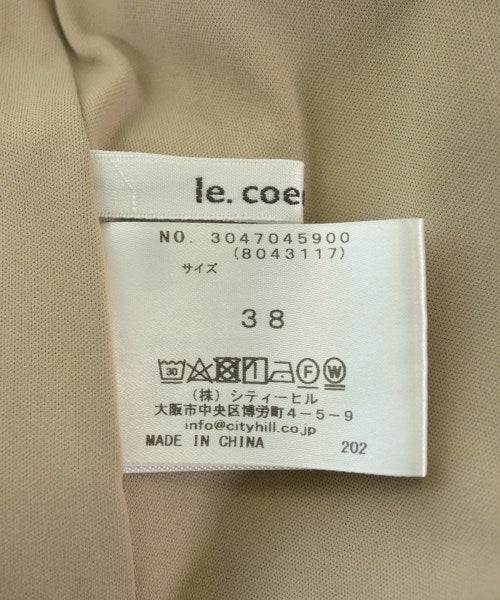 le. coe
NO. 3047045900
(8043117)
サイズ
38
30
F W
(株) シティーヒル
大阪市中央区博労町4-5-9
info@cityhill.co.jp
MADE IN CHINA 202